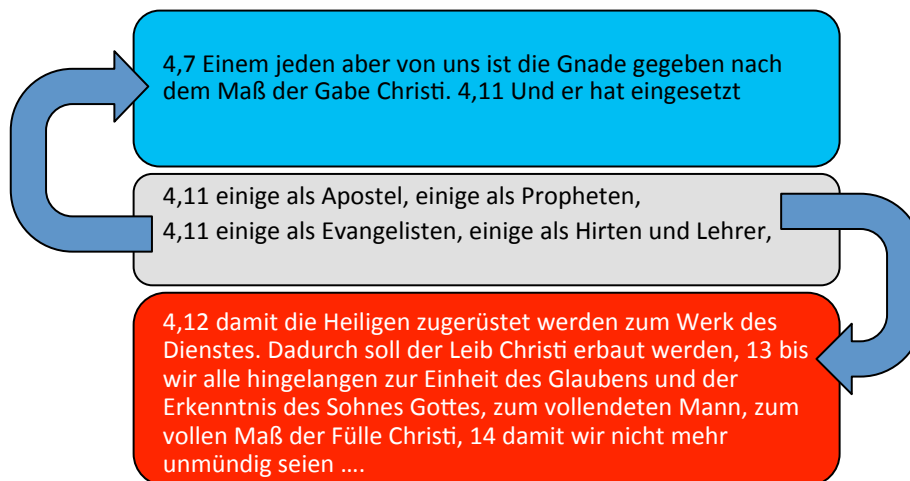 4,7 Einem jeden aber von uns ist die Gnade gegeben nach
dem Maß der Gabe Christi. 4,11 Und er hat eingesetzt
4,11 einige als Apostel, einige als Propheten,
4,11 einige als Evangelisten, einige als Hirten und Lehrer,
4,12 damit die Heiligen zugerüstet werden zum Werk des
Dienstes. Dadurch soll der Leib Christi erbaut werden, 13 bis
wir alle hingelangen zur Einheit des Glaubens und der
Erkenntnis des Sohnes Gottes, zum vollendeten Mann, zum
vollen Maß der Fülle Christi, 14 damit wir nicht mehr
unmündig seien ....